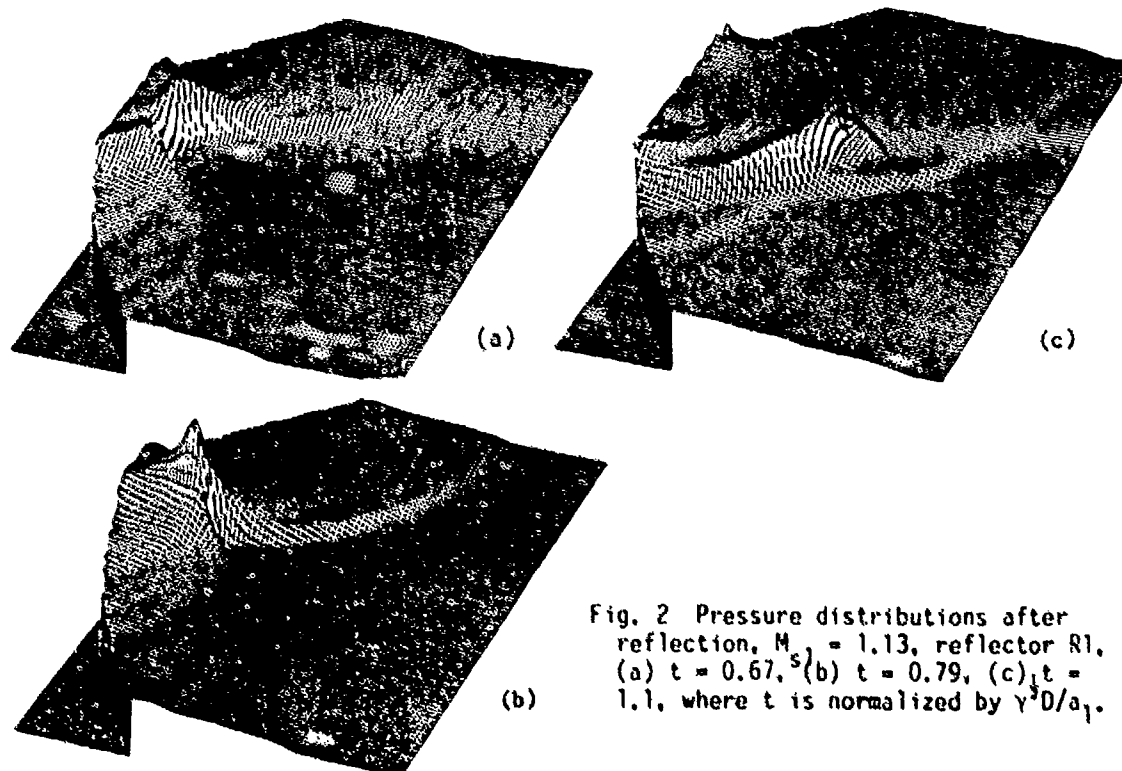 (a)
(c)
(b)
Fig. 2 Pressure distributions after
reflection, M_s = 1.13, reflector R1,
(a) t = 0.67, (b) t = 0.79, (c) t =
1.1, where t is normalized by D/a₁.